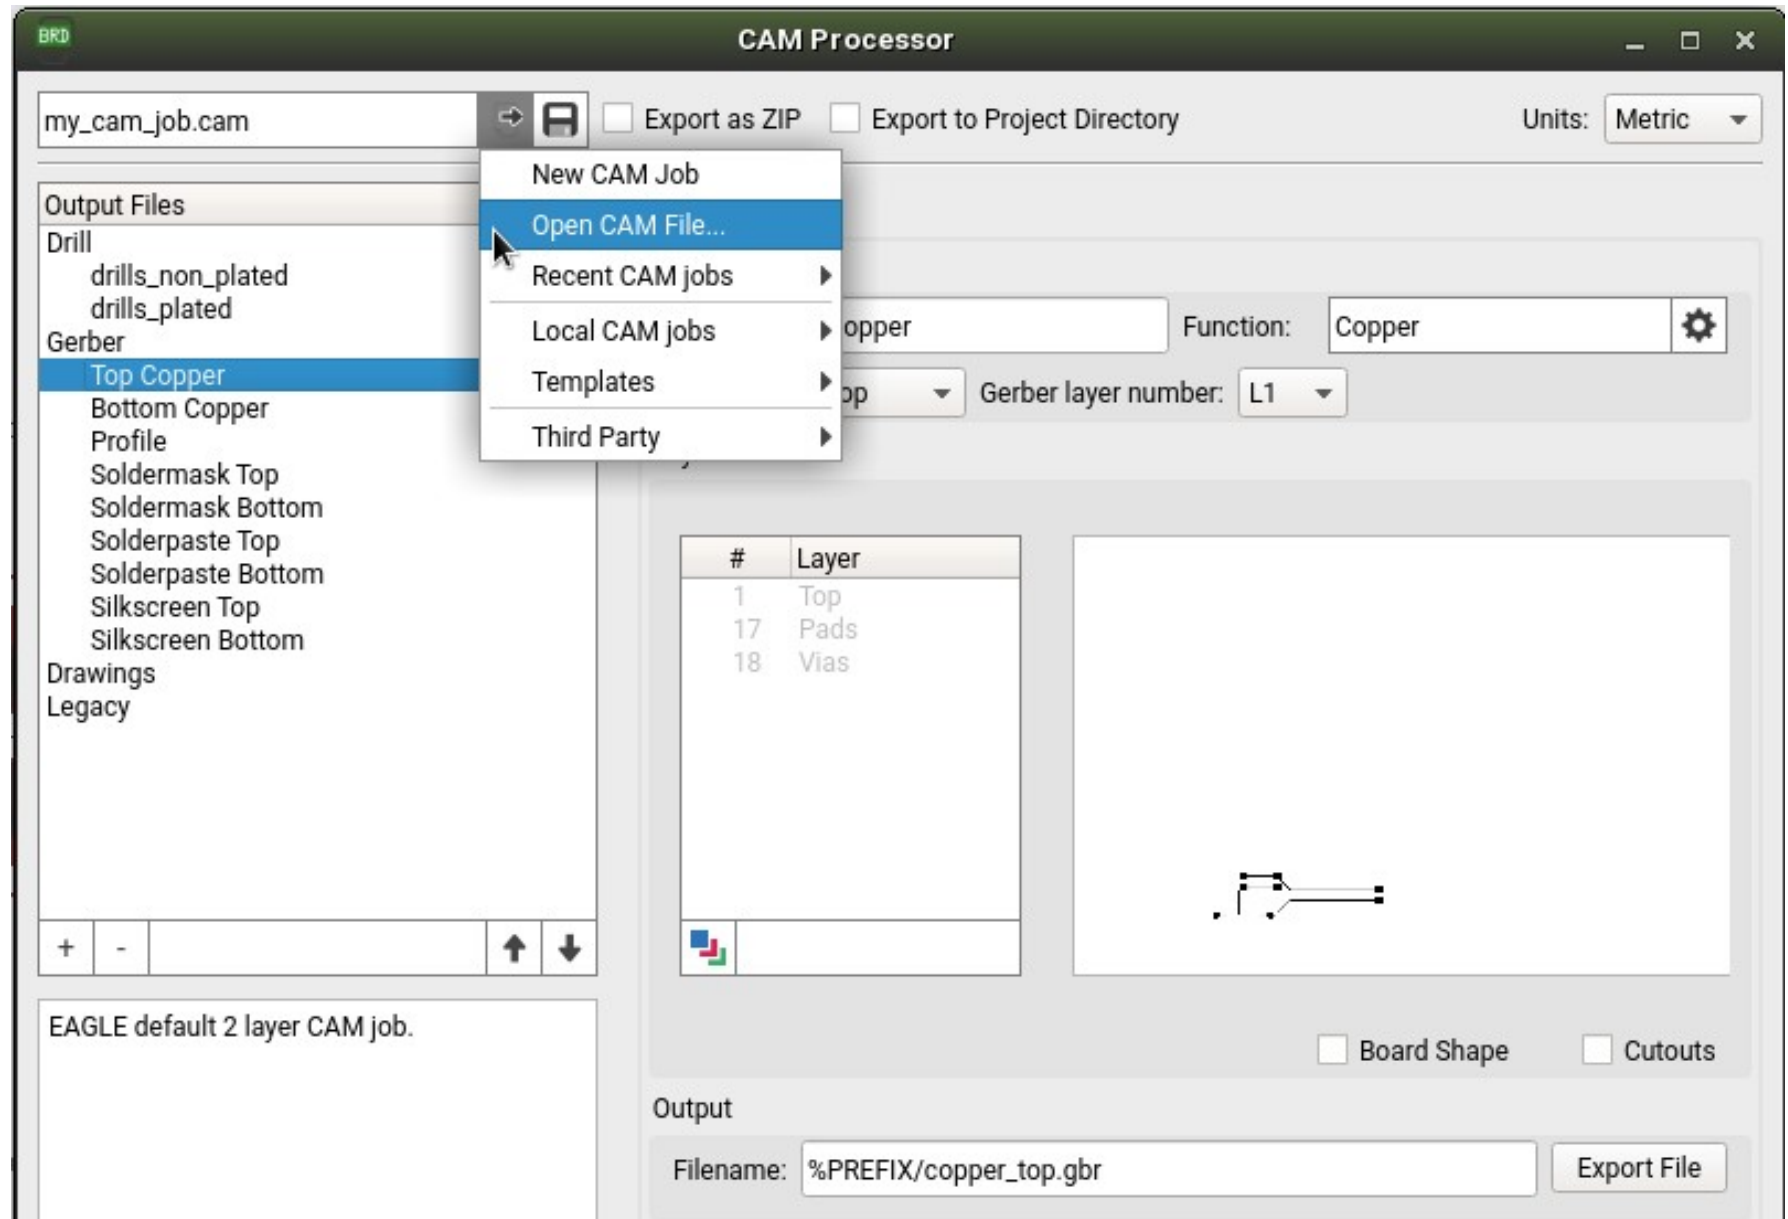 BRD
CAM Processor
my_cam_job.cam
Export as ZIP
Export to Project Directory
Units: Metric
New CAM Job
Open CAM File...
Recent CAM jobs
Local CAM jobs
Templates
Third Party
Output Files
Drill
drills_non_plated
drills_plated
Gerber
Top Copper
Bottom Copper
Profile
Soldermask Top
Soldermask Bottom
Solderpaste Top
Solderpaste Bottom
Silkscreen Top
Silkscreen Bottom
Drawings
Legacy
+ -
EAGLE default 2 layer CAM job.
opper Function: Copper
op Gerber layer number: L1
# Layer
1 Top
17 Pads
18 Vias
Board Shape Cutouts
Output
Filename: %PREFIX/copper_top.gbr Export File